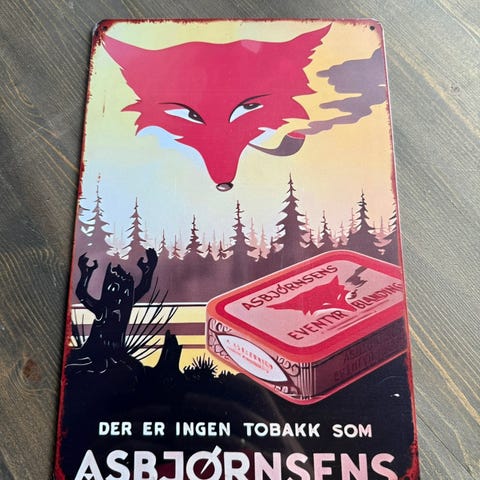 ASBJØRNSENS
EVENTYR BLANDING
DER ER INGEN TOBAKK SOM
ASBJØRNSENS